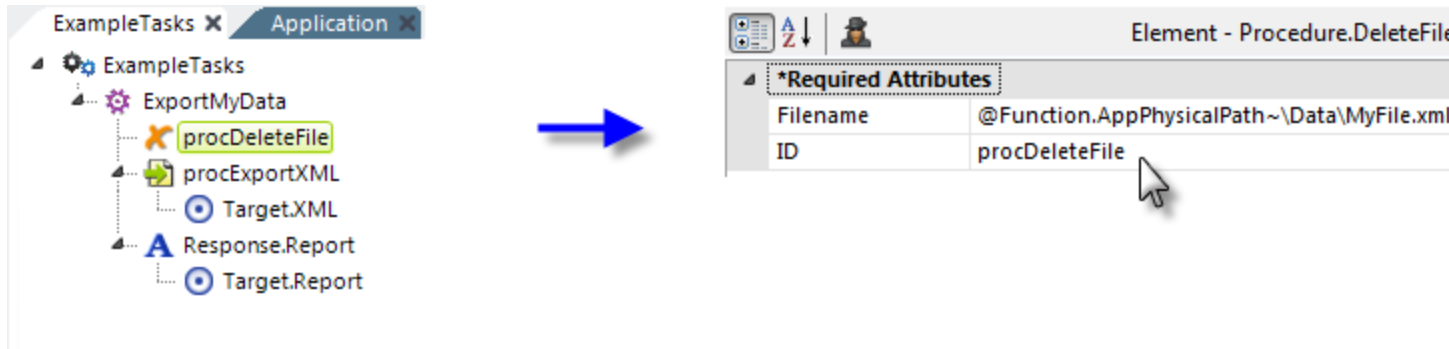 ExampleTasks
Application
ExampleTasks
ExportMyData
procDeleteFile
procExportXML
Target.XML
Response.Report
Target.Report
Element - Procedure.DeleteFile
*Required Attributes
Filename @Function.AppPhysicalPath~\Data\MyFile.xml
ID procDeleteFile